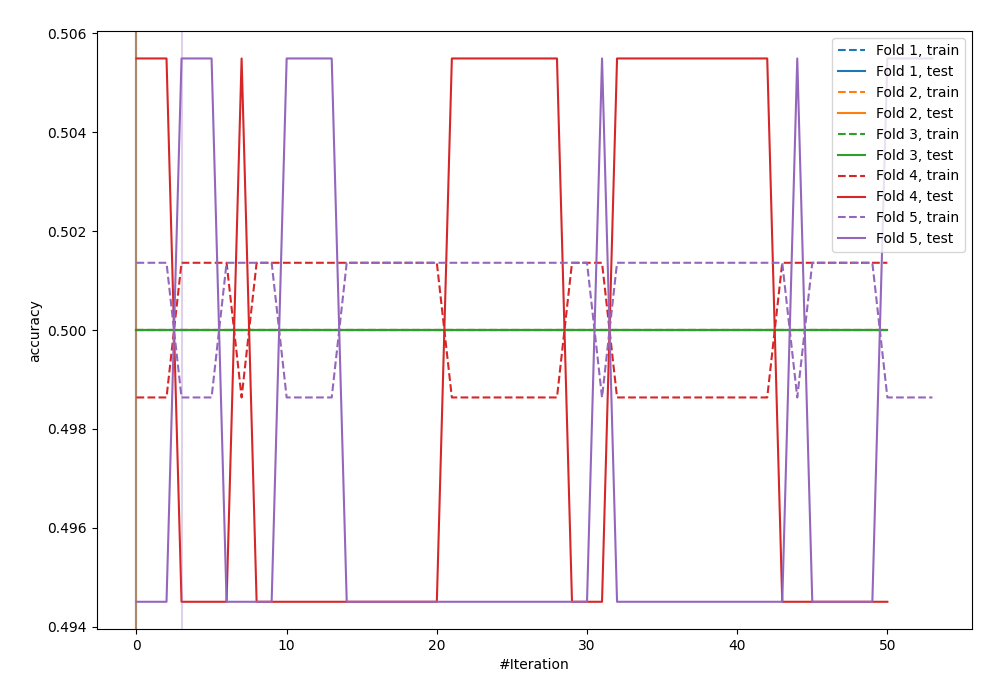 0.506
0.504
0.502
0.500
0.498
0.496
0.494
accuracy
0
10
20
30
40
50
#Iteration
Fold 1, train
Fold 1, test
Fold 2, train
Fold 2, test
Fold 3, train
Fold 3, test
Fold 4, train
Fold 4, test
Fold 5, train
Fold 5, test